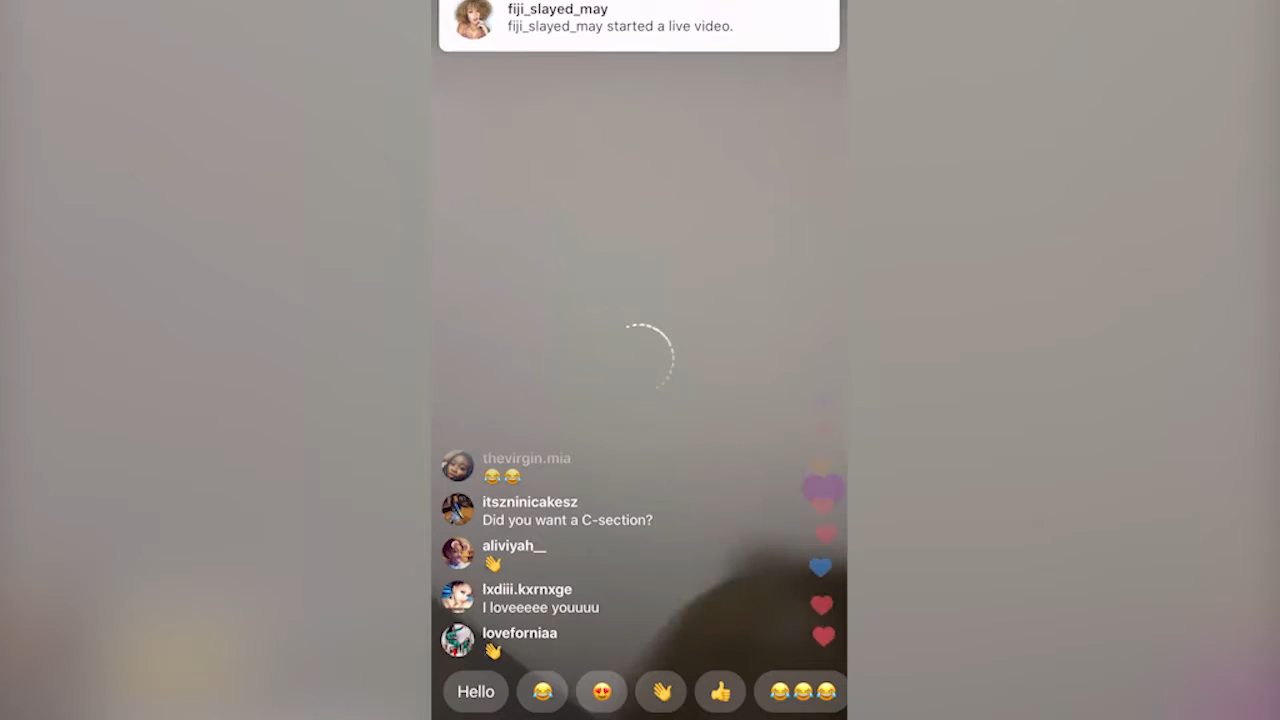 fiji_slayed_may
fiji_slayed_may started a live video.
thevirgin.mia
😂😂
itszninicakesz
Did you want a C-section?
aliviyah__
👋
lxdiii.kxrnxge
I loveeeee youuuu
loveforniaa
👋
Hello 😂 😍 👋 👍 😂😂😂